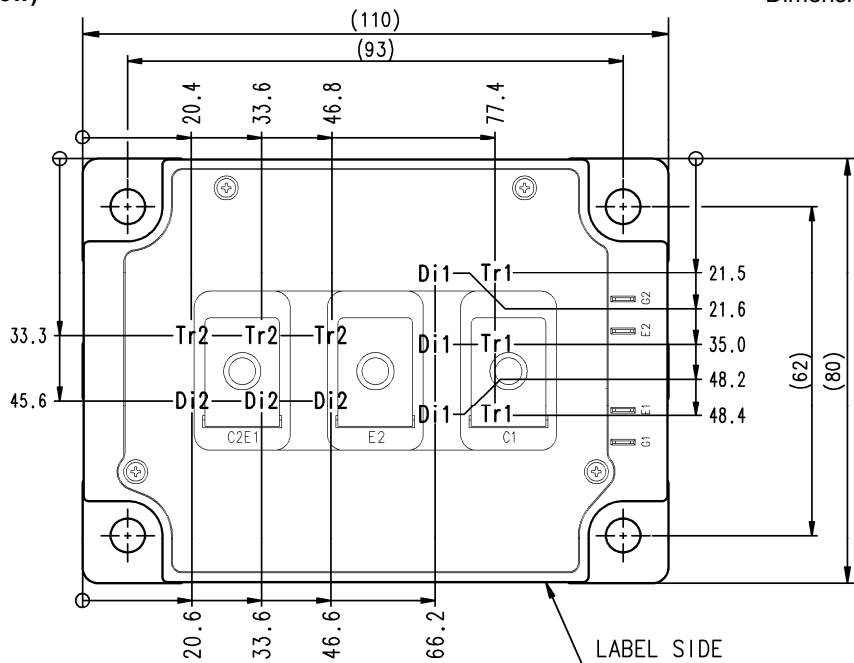 (110)
Dimen
(93)
20.4
33.6
46.8
77.4
Di1 Tr1 21.5
G2
21.6
33.3 Tr2 Tr2 Tr2 E2
Di1 Tr1 35.0
(62)
(80)
48.2
45.6 Di2 Di2 Di2
Di1 Tr1 E1 48.4
C2E1 E2 C1 G1
20.6
33.6
46.6
66.2
LABEL SIDE